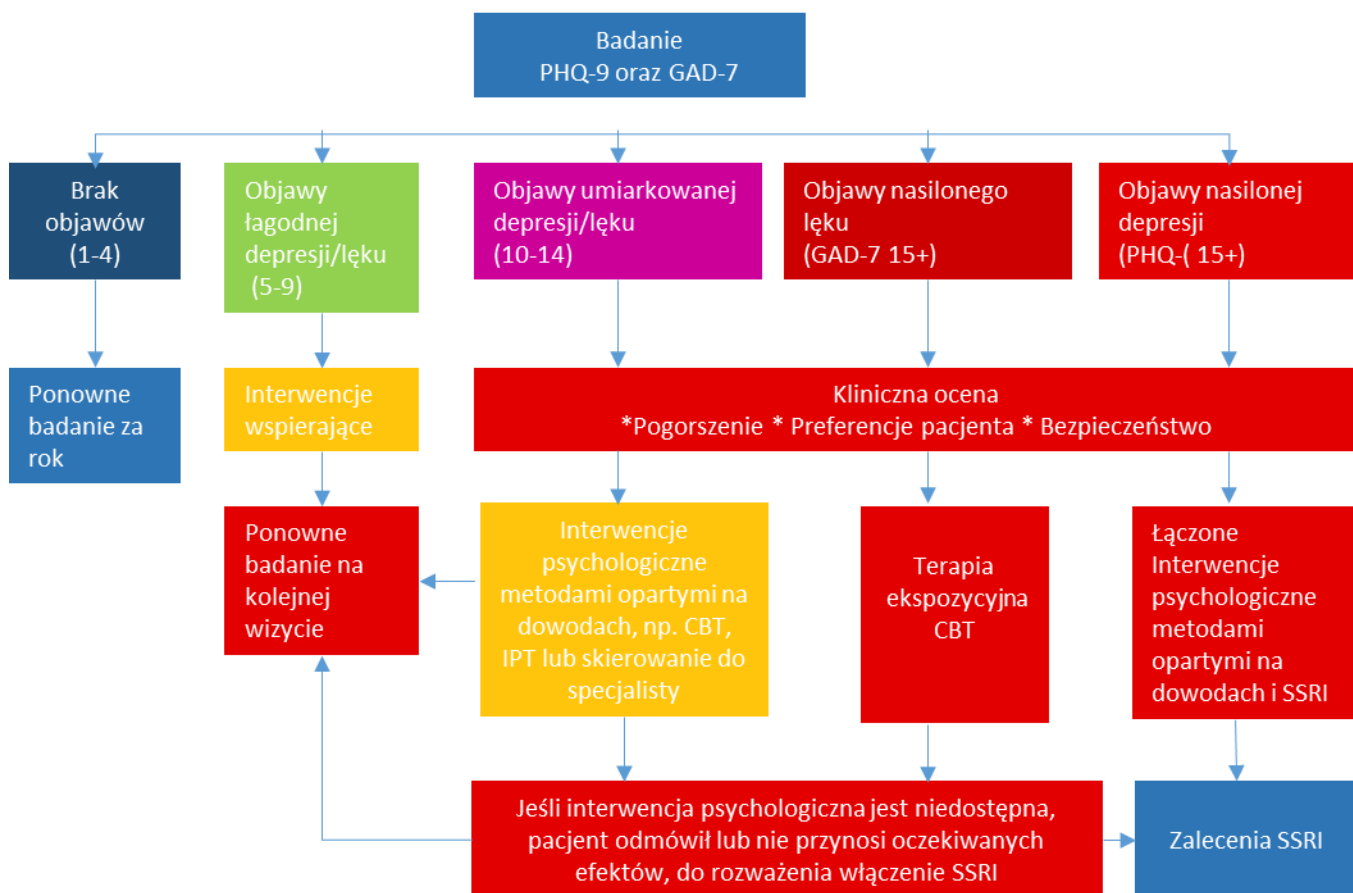 Badanie
PHQ-9 oraz GAD-7
Brak
objawów
(1-4)
Objawy
łagodnej
depresji/lęku
(5-9)
Objawy umiarkowanej
depresji/lęku
(10-14)
Objawy nasilonego
lęku
(GAD-7 15+)
Objawy nasilonej
depresji
(PHQ-( 15+)
Ponowne
badanie za
rok
Interwencje
wspierające
Kliniczna ocena
*Pogorszenie * Preferencje pacjenta * Bezpieczeństwo
Ponowne
badanie na
kolejnej
wizycie
Interwencje
psychologiczne
metodami opartymi na
dowodach, np. CBT,
IPT lub skierowanie do
specjalisty
Terapia
ekspozycyjna
CBT
Łączone
Interwencje
psychologiczne
metodami
opartymi na
dowodach i SSRI
Jeśli interwencja psychologiczna jest niedostępna,
pacjent odmówił lub nie przynosi oczekiwanych
efektów, do rozważenia włączenie SSRI
Zalecenia SSRI